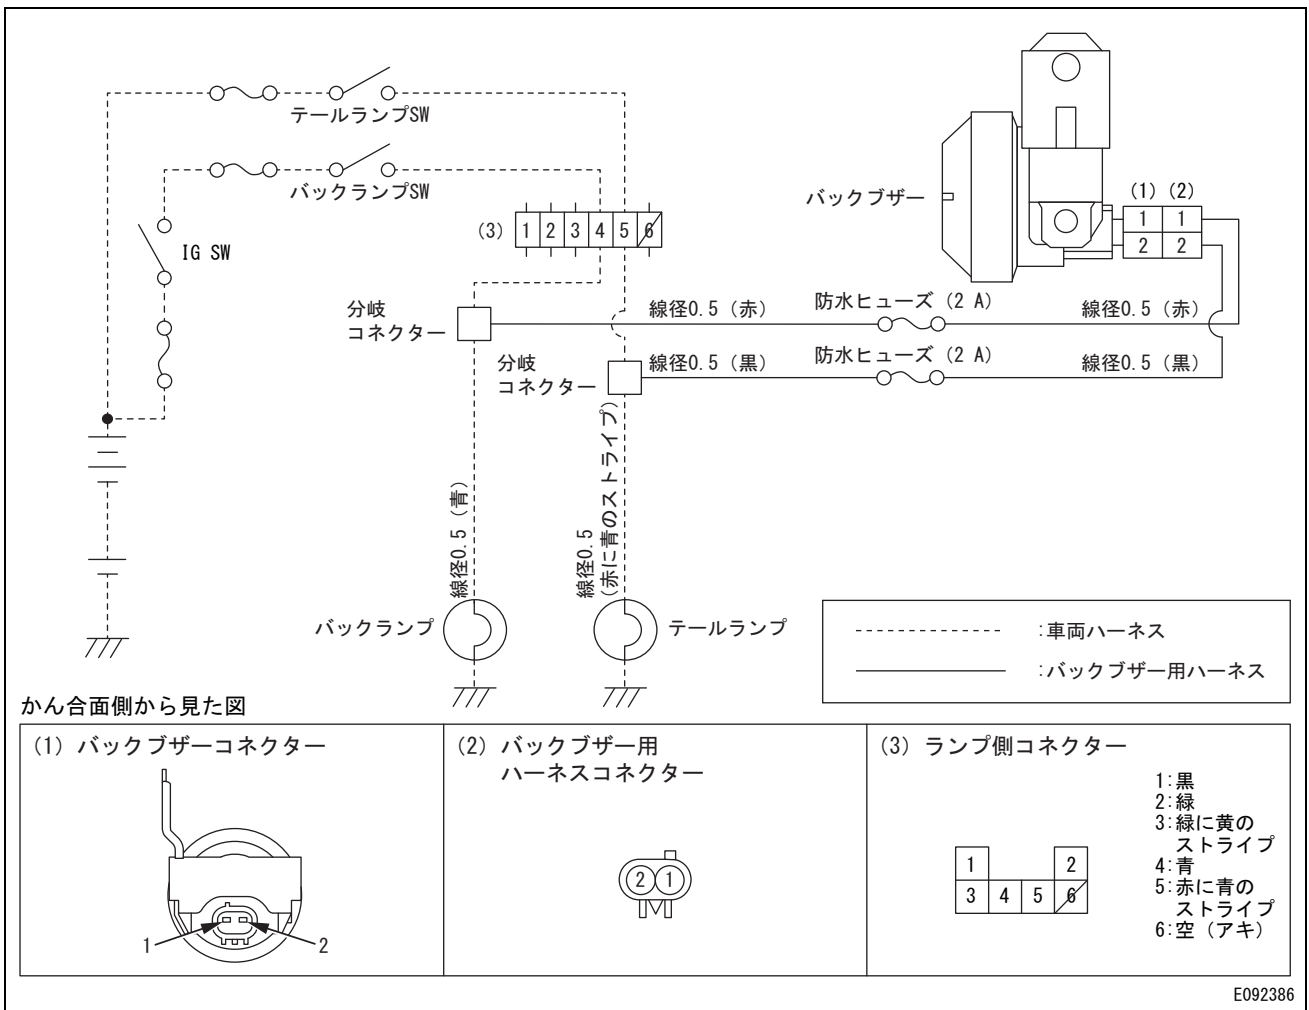 テールランプSW
バックランプSW
IG SW
(3) 1 2 3 4 5 6
バックブザー
(1) (2)
1 1
2 2
分岐
コネクター
線径0.5 (赤)
防水ヒューズ (2 A)
線径0.5 (赤)
分岐
コネクター
線径0.5 (黒)
防水ヒューズ (2 A)
線径0.5 (黒)
線径0.5 (青)
線径0.5
(赤に青のストライプ)
バックランプ
テールランプ
:車両ハーネス
:バックブザー用ハーネス
かん合面側から見た図
(1) バックブザーコネクター
1
2
(2) バックブザー用
ハーネスコネクター
2 1
(3) ランプ側コネクター
1 2
3 4 5 6
1:黒
2:緑
3:緑に黄の
ストライプ
4:青
5:赤に青の
ストライプ
6:空 (アキ)
E092386